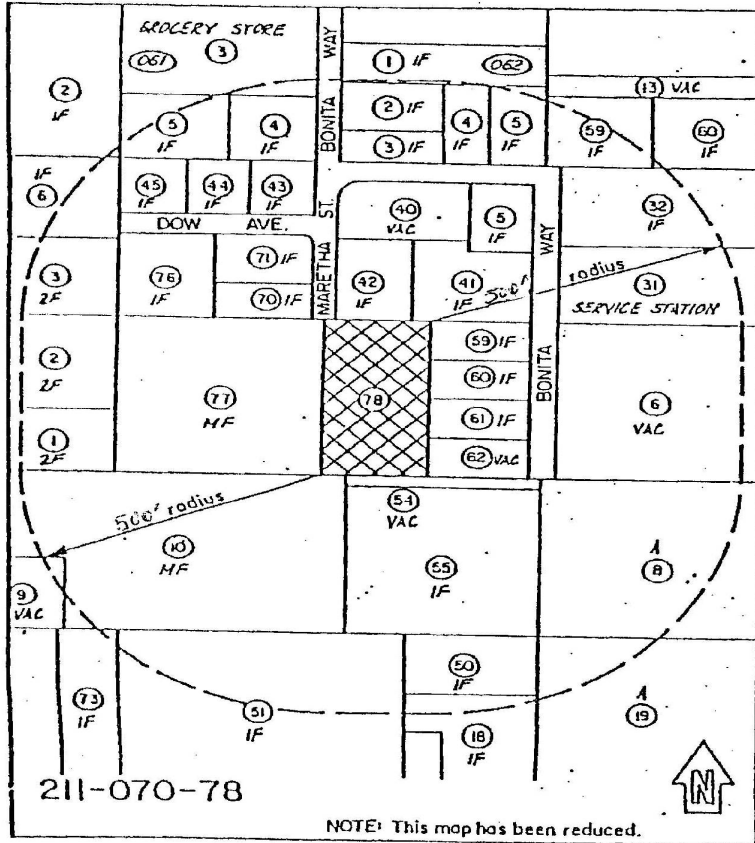 GROCERY STORE
061
3
BONITA WAY
1 1F
062
2
1F
13 VAC
5
1F
4
1F
2 1F
3 1F
4
1F
5
1F
59
1F
60
1F
1F
6
45
1F
44
1F
43
1F
DOW AVE.
MARETHA ST.
40
VAC
5
1F
BONITA WAY
32
1F
3
2F
76
1F
71 1F
70 1F
42
1F
41
1F
500' radius
31
SERVICE STATION
2
2F
1
2F
77
MF
78
59 1F
60 1F
61 1F
62 VAC
6
VAC
500' radius
10
MF
54
VAC
55
1F
A
8
9
VAC
73
1F
51
1F
50
1F
18
1F
A
19
N
211-070-78
NOTE: This map has been reduced.